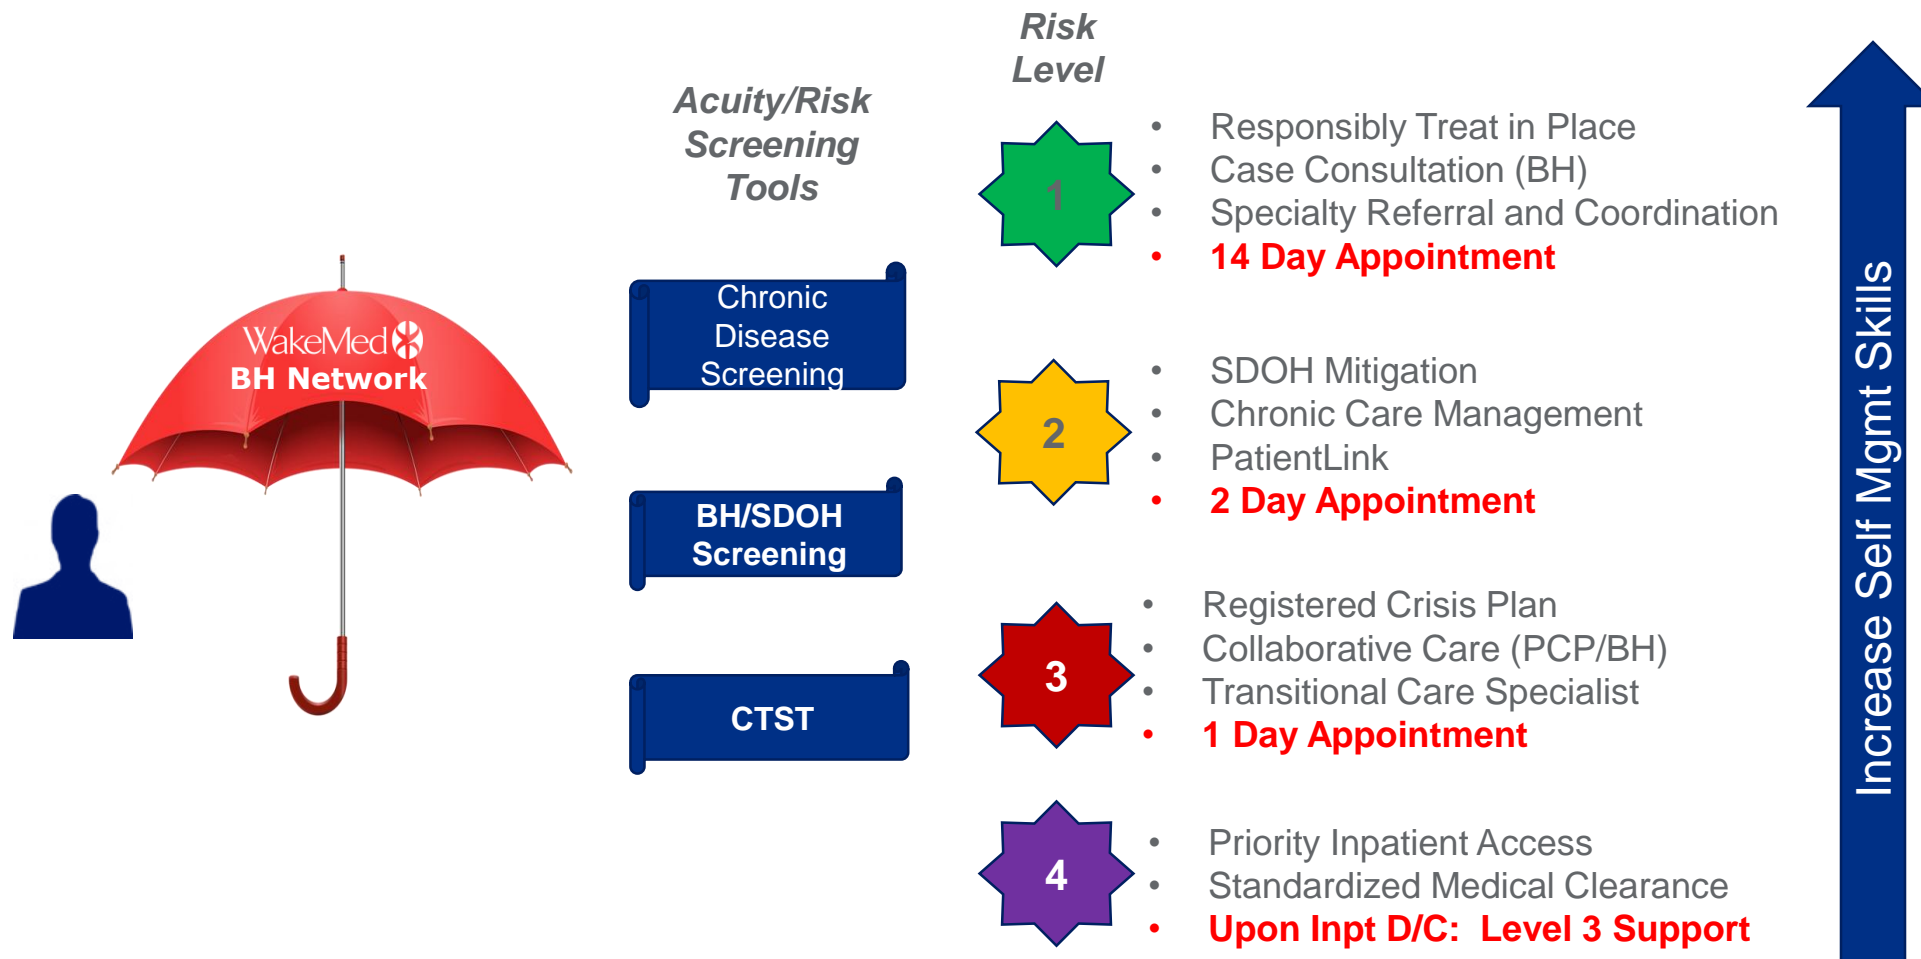 WakeMed
BH Network
Acuity/Risk
Screening
Tools
Chronic
Disease
Screening
BH/SDOH
Screening
CTST
Risk
Level
1
• Responsibly Treat in Place
• Case Consultation (BH)
• Specialty Referral and Coordination
• 14 Day Appointment
2
• SDOH Mitigation
• Chronic Care Management
• PatientLink
• 2 Day Appointment
3
• Registered Crisis Plan
• Collaborative Care (PCP/BH)
• Transitional Care Specialist
• 1 Day Appointment
4
• Priority Inpatient Access
• Standardized Medical Clearance
• Upon Inpt D/C: Level 3 Support
Increase Self Mgmt Skills